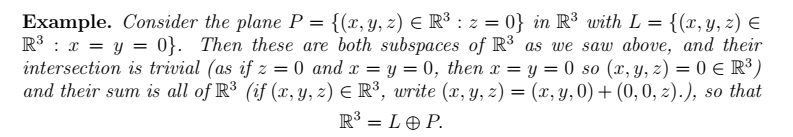 Example. Consider the plane P = {(x, y, z) ∈ ℝ³ : z = 0} in ℝ³ with L = {(x, y, z) ∈
ℝ³ : x = y = 0}. Then these are both subspaces of ℝ³ as we saw above, and their
intersection is trivial (as if z = 0 and x = y = 0, then x = y = 0 so (x, y, z) = 0 ∈ ℝ³)
and their sum is all of ℝ³ (if (x, y, z) ∈ ℝ³, write (x, y, z) = (x, y, 0) + (0, 0, z).), so that
ℝ³ = L ⊕ P.